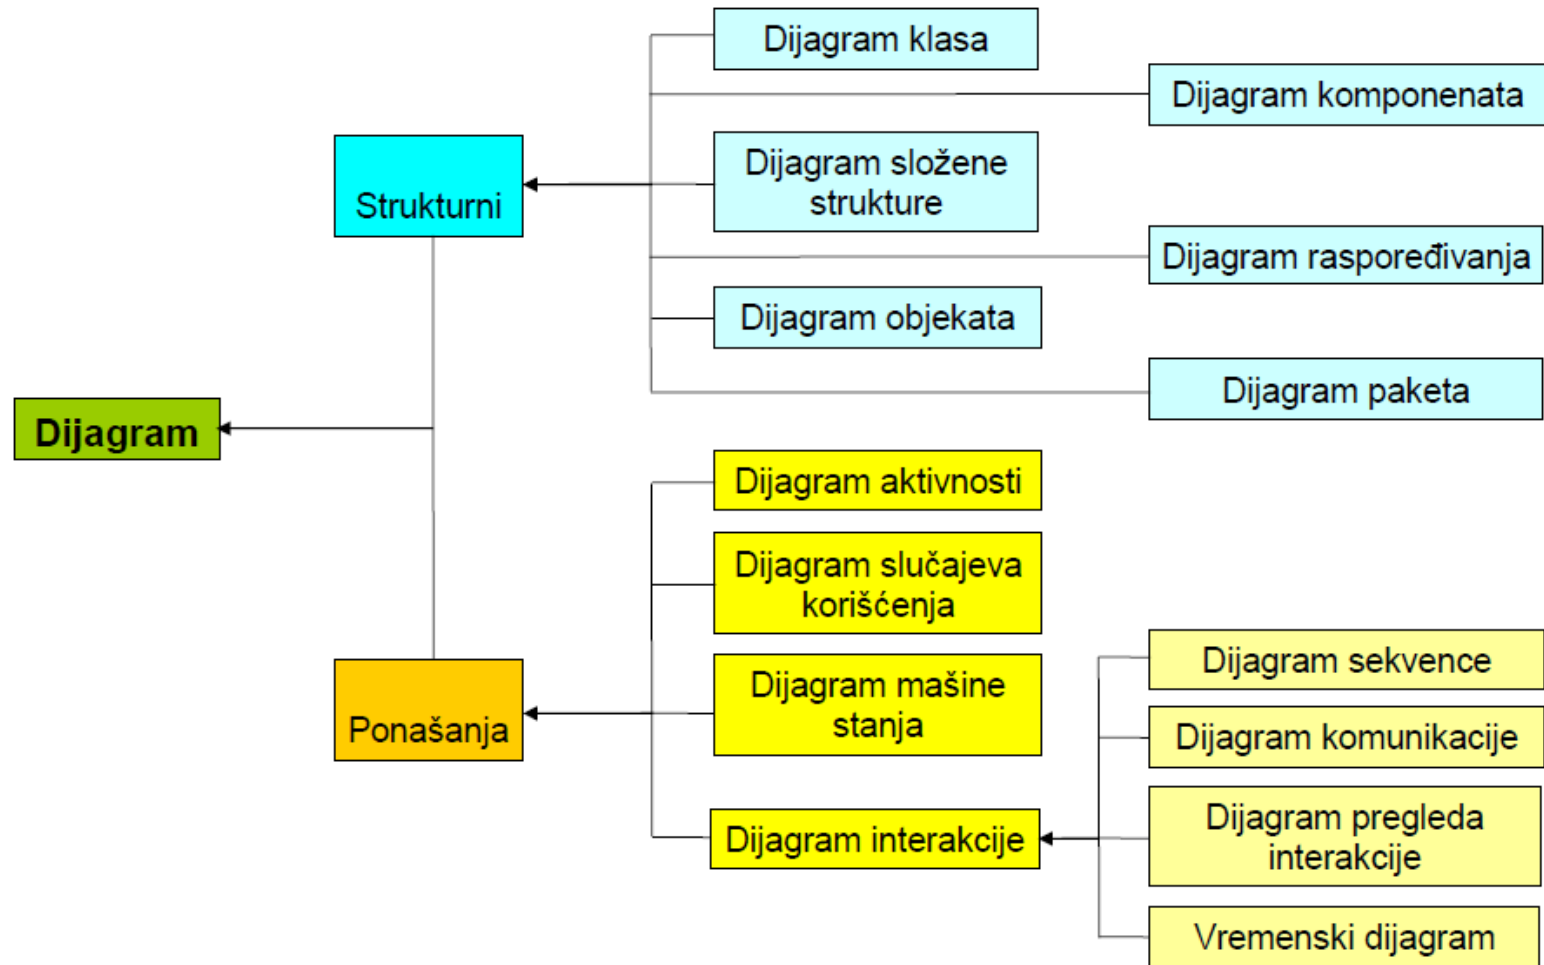 Dijagram klasa
Dijagram komponenata
Dijagram složene
strukture
Strukturni
Dijagram raspoređivanja
Dijagram objekata
Dijagram paketa
Dijagram
Dijagram aktivnosti
Dijagram slučajeva
korišćenja
Dijagram sekvence
Dijagram mašine
stanja
Ponašanja
Dijagram komunikacije
Dijagram interakcije
Dijagram pregleda
interakcije
Vremenski dijagram